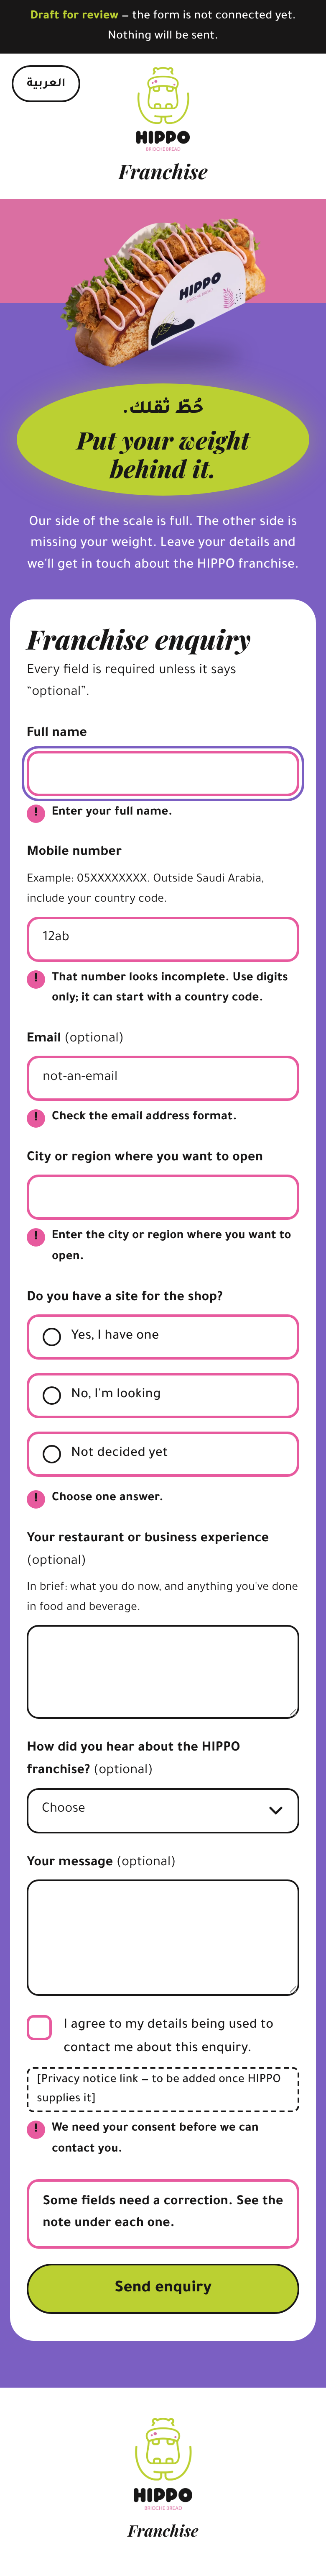 Draft for review – the form is not connected yet.
Nothing will be sent.
العربية
HIPPO
BRIOCHE BREAD
Franchise
HIPPO
حُطّ ثقلك.
Put your weight
behind it.
Our side of the scale is full. The other side is
missing your weight. Leave your details and
we'll get in touch about the HIPPO franchise.
Franchise enquiry
Every field is required unless it says
“optional”.
Full name
! Enter your full name.
Mobile number
Example: 05XXXXXXXX. Outside Saudi Arabia,
include your country code.
12ab
! That number looks incomplete. Use digits
only; it can start with a country code.
Email (optional)
not-an-email
! Check the email address format.
City or region where you want to open
! Enter the city or region where you want to
open.
Do you have a site for the shop?
Yes, I have one
No, I'm looking
Not decided yet
! Choose one answer.
Your restaurant or business experience
(optional)
In brief: what you do now, and anything you've done
in food and beverage.
How did you hear about the HIPPO
franchise? (optional)
Choose
Your message (optional)
I agree to my details being used to
contact me about this enquiry.
[Privacy notice link – to be added once HIPPO
supplies it]
! We need your consent before we can
contact you.
Some fields need a correction. See the
note under each one.
Send enquiry
HIPPO
BRIOCHE BREAD
Franchise